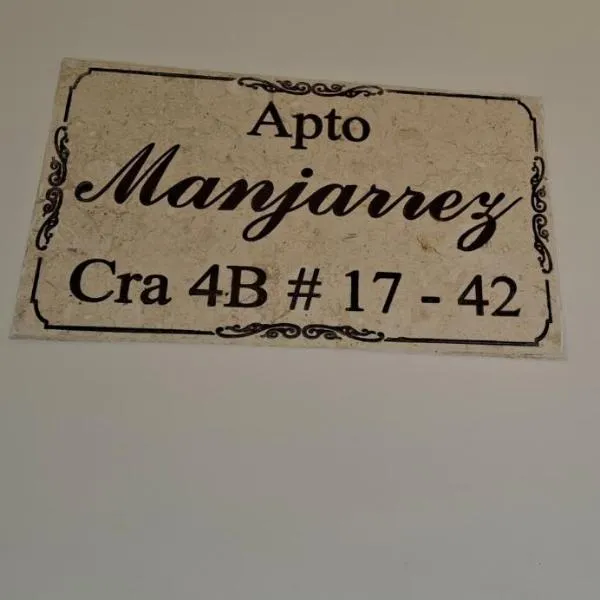 Apto
Manjarrez
Cra 4B # 17 - 42